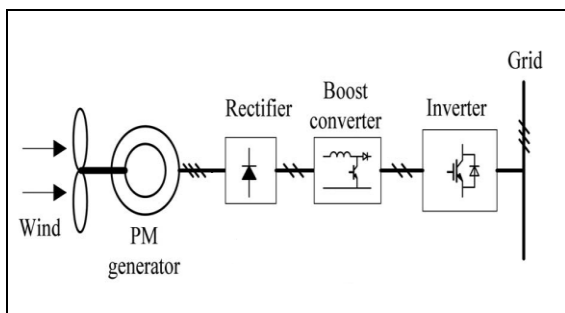 Grid
Boost
converter
Rectifier
Inverter
Wind
PM
generator